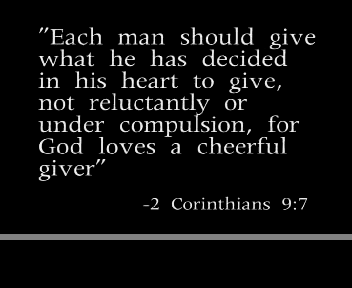 "Each man should give
what he has decided
in his heart to give,
not reluctantly or
under compulsion, for
God loves a cheerful
giver"
-2 Corinthians 9:7